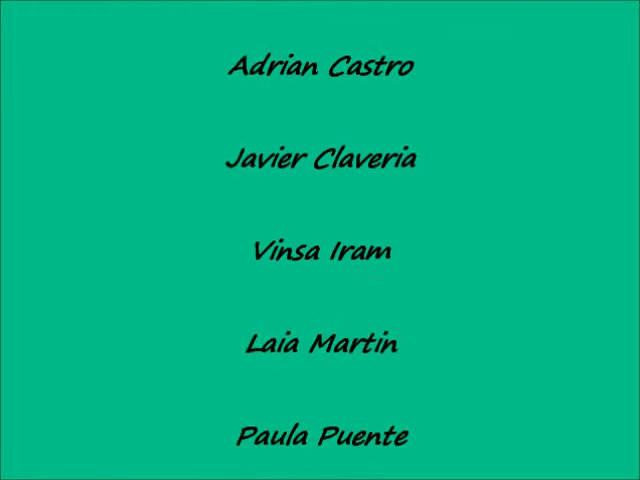 Adrian Castro
Javier Claveria
Vinsa Iram
Laia Martin
Paula Puente